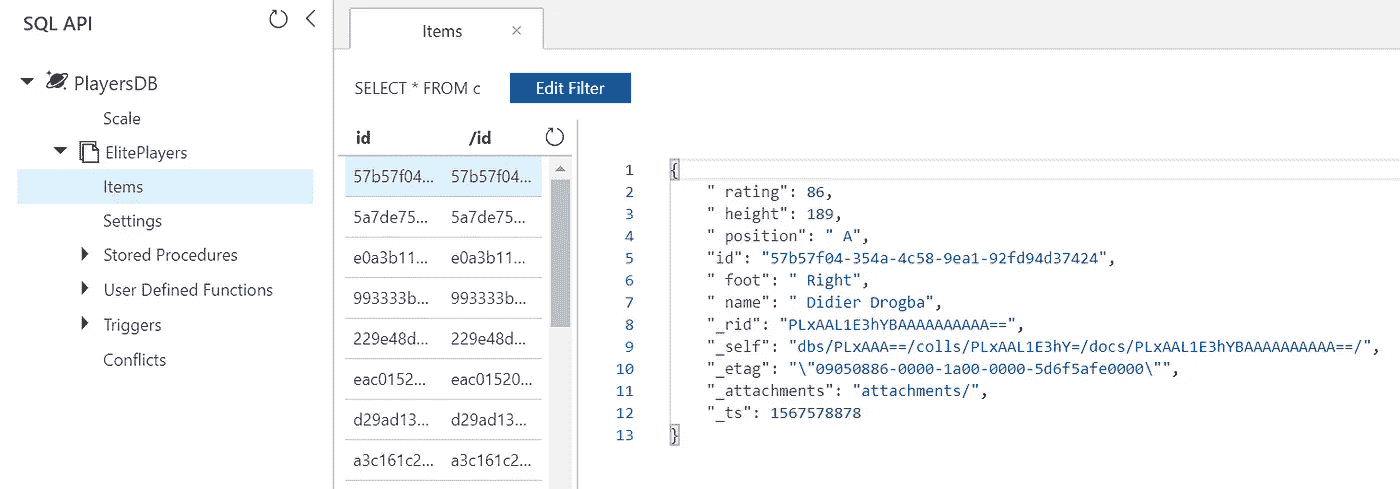 SQL API
PlayersDB
Scale
ElitePlayers
Items
Settings
Stored Procedures
User Defined Functions
Triggers
Conflicts
Items
SELECT * FROM c
Edit Filter
id /id
57b57f04... 57b57f04...
5a7de75... 5a7de75...
e0a3b11... e0a3b11...
993333b... 993333b...
229e48d... 229e48d...
eac0152... eac01520...
d29ad13... d29ad13...
a3c161c2... a3c161c2...
1 {
2 " rating": 86,
3 " height": 189,
4 " position": " A",
5 "id": "57b57f04-354a-4c58-9ea1-92fd94d37424",
6 " foot": " Right",
7 " name": " Didier Drogba",
8 "_rid": "PLxAAL1E3hYBAAAAAAAAAA==",
9 "_self": "dbs/PLxAAA==/colls/PLxAAL1E3hY=/docs/PLxAAL1E3hYBAAAAAAAAAA==/",
10 "_etag": "\"09050886-0000-1a00-0000-5d6f5afe0000\"",
11 "_attachments": "attachments/",
12 "_ts": 1567578878
13 }